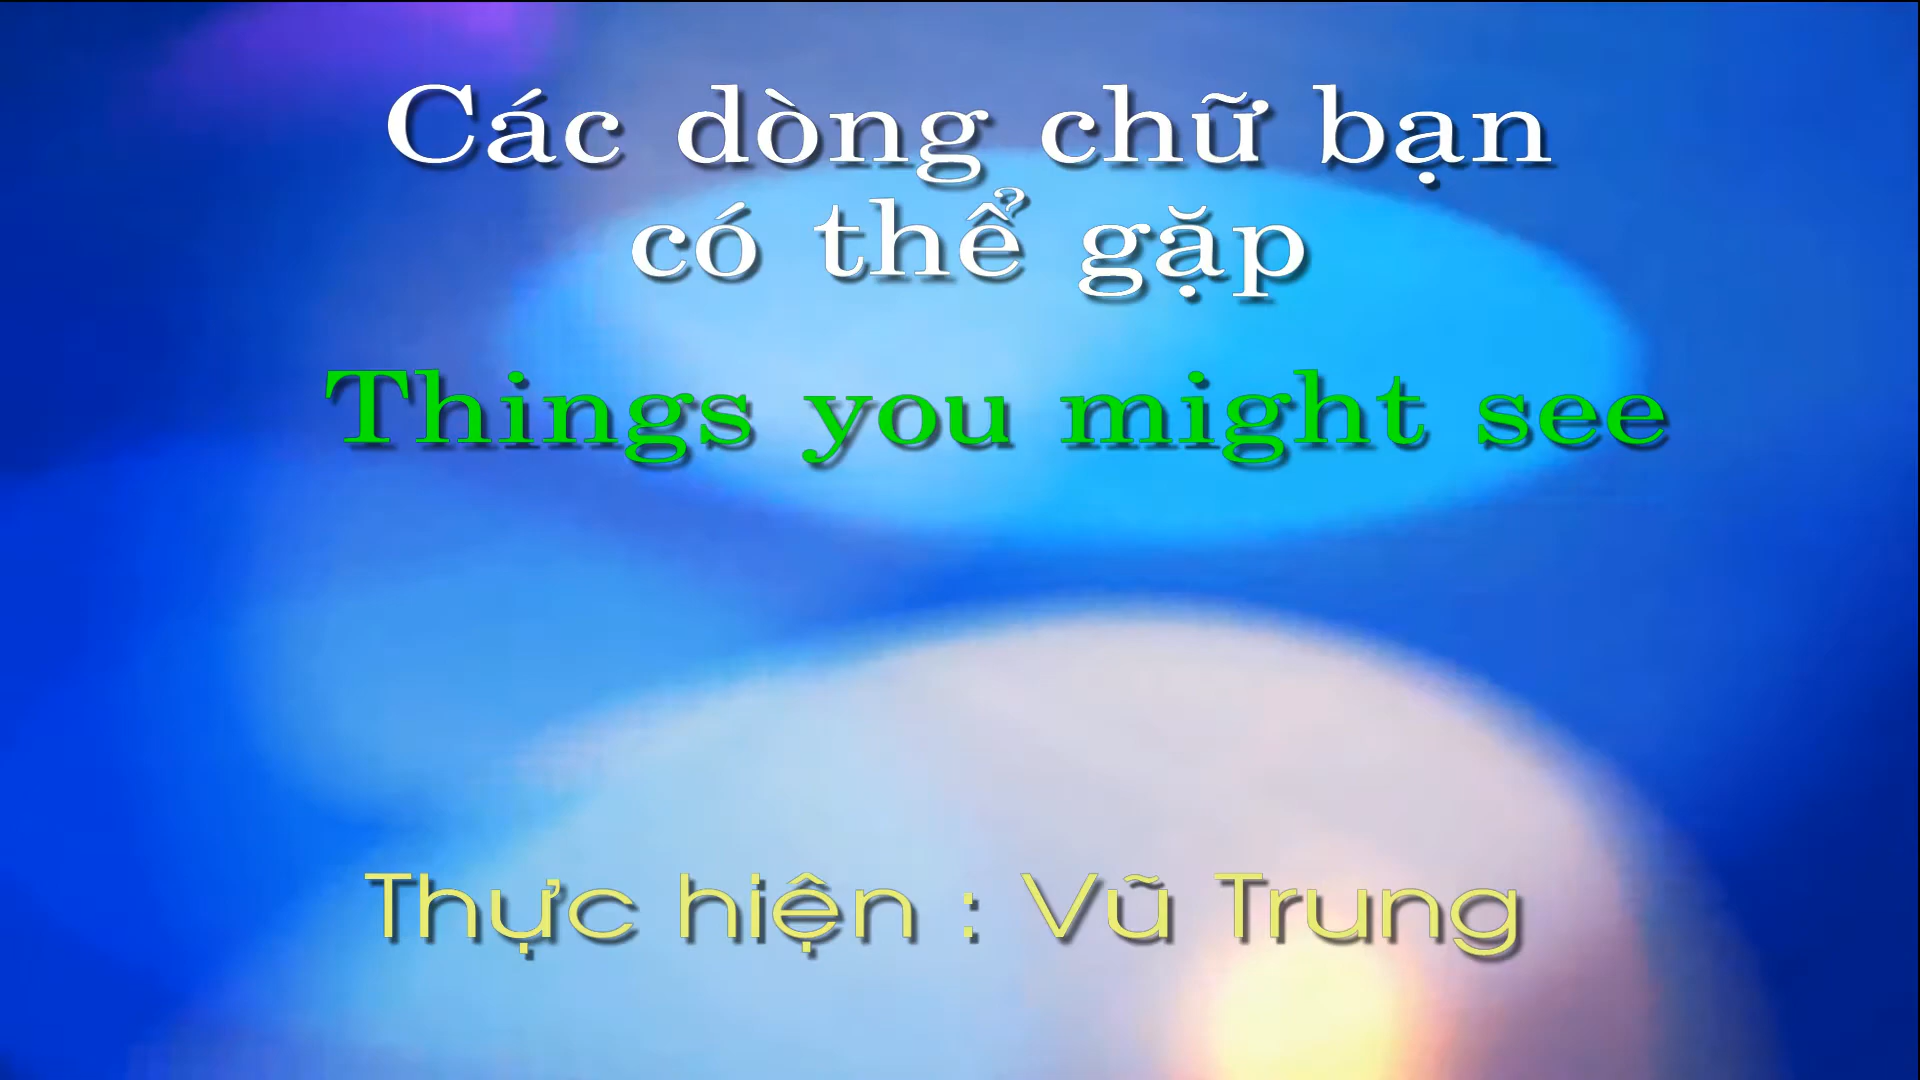 Các dòng chữ bạn
có thể gặp
Things you might see
Thực hiện : Vũ Trung